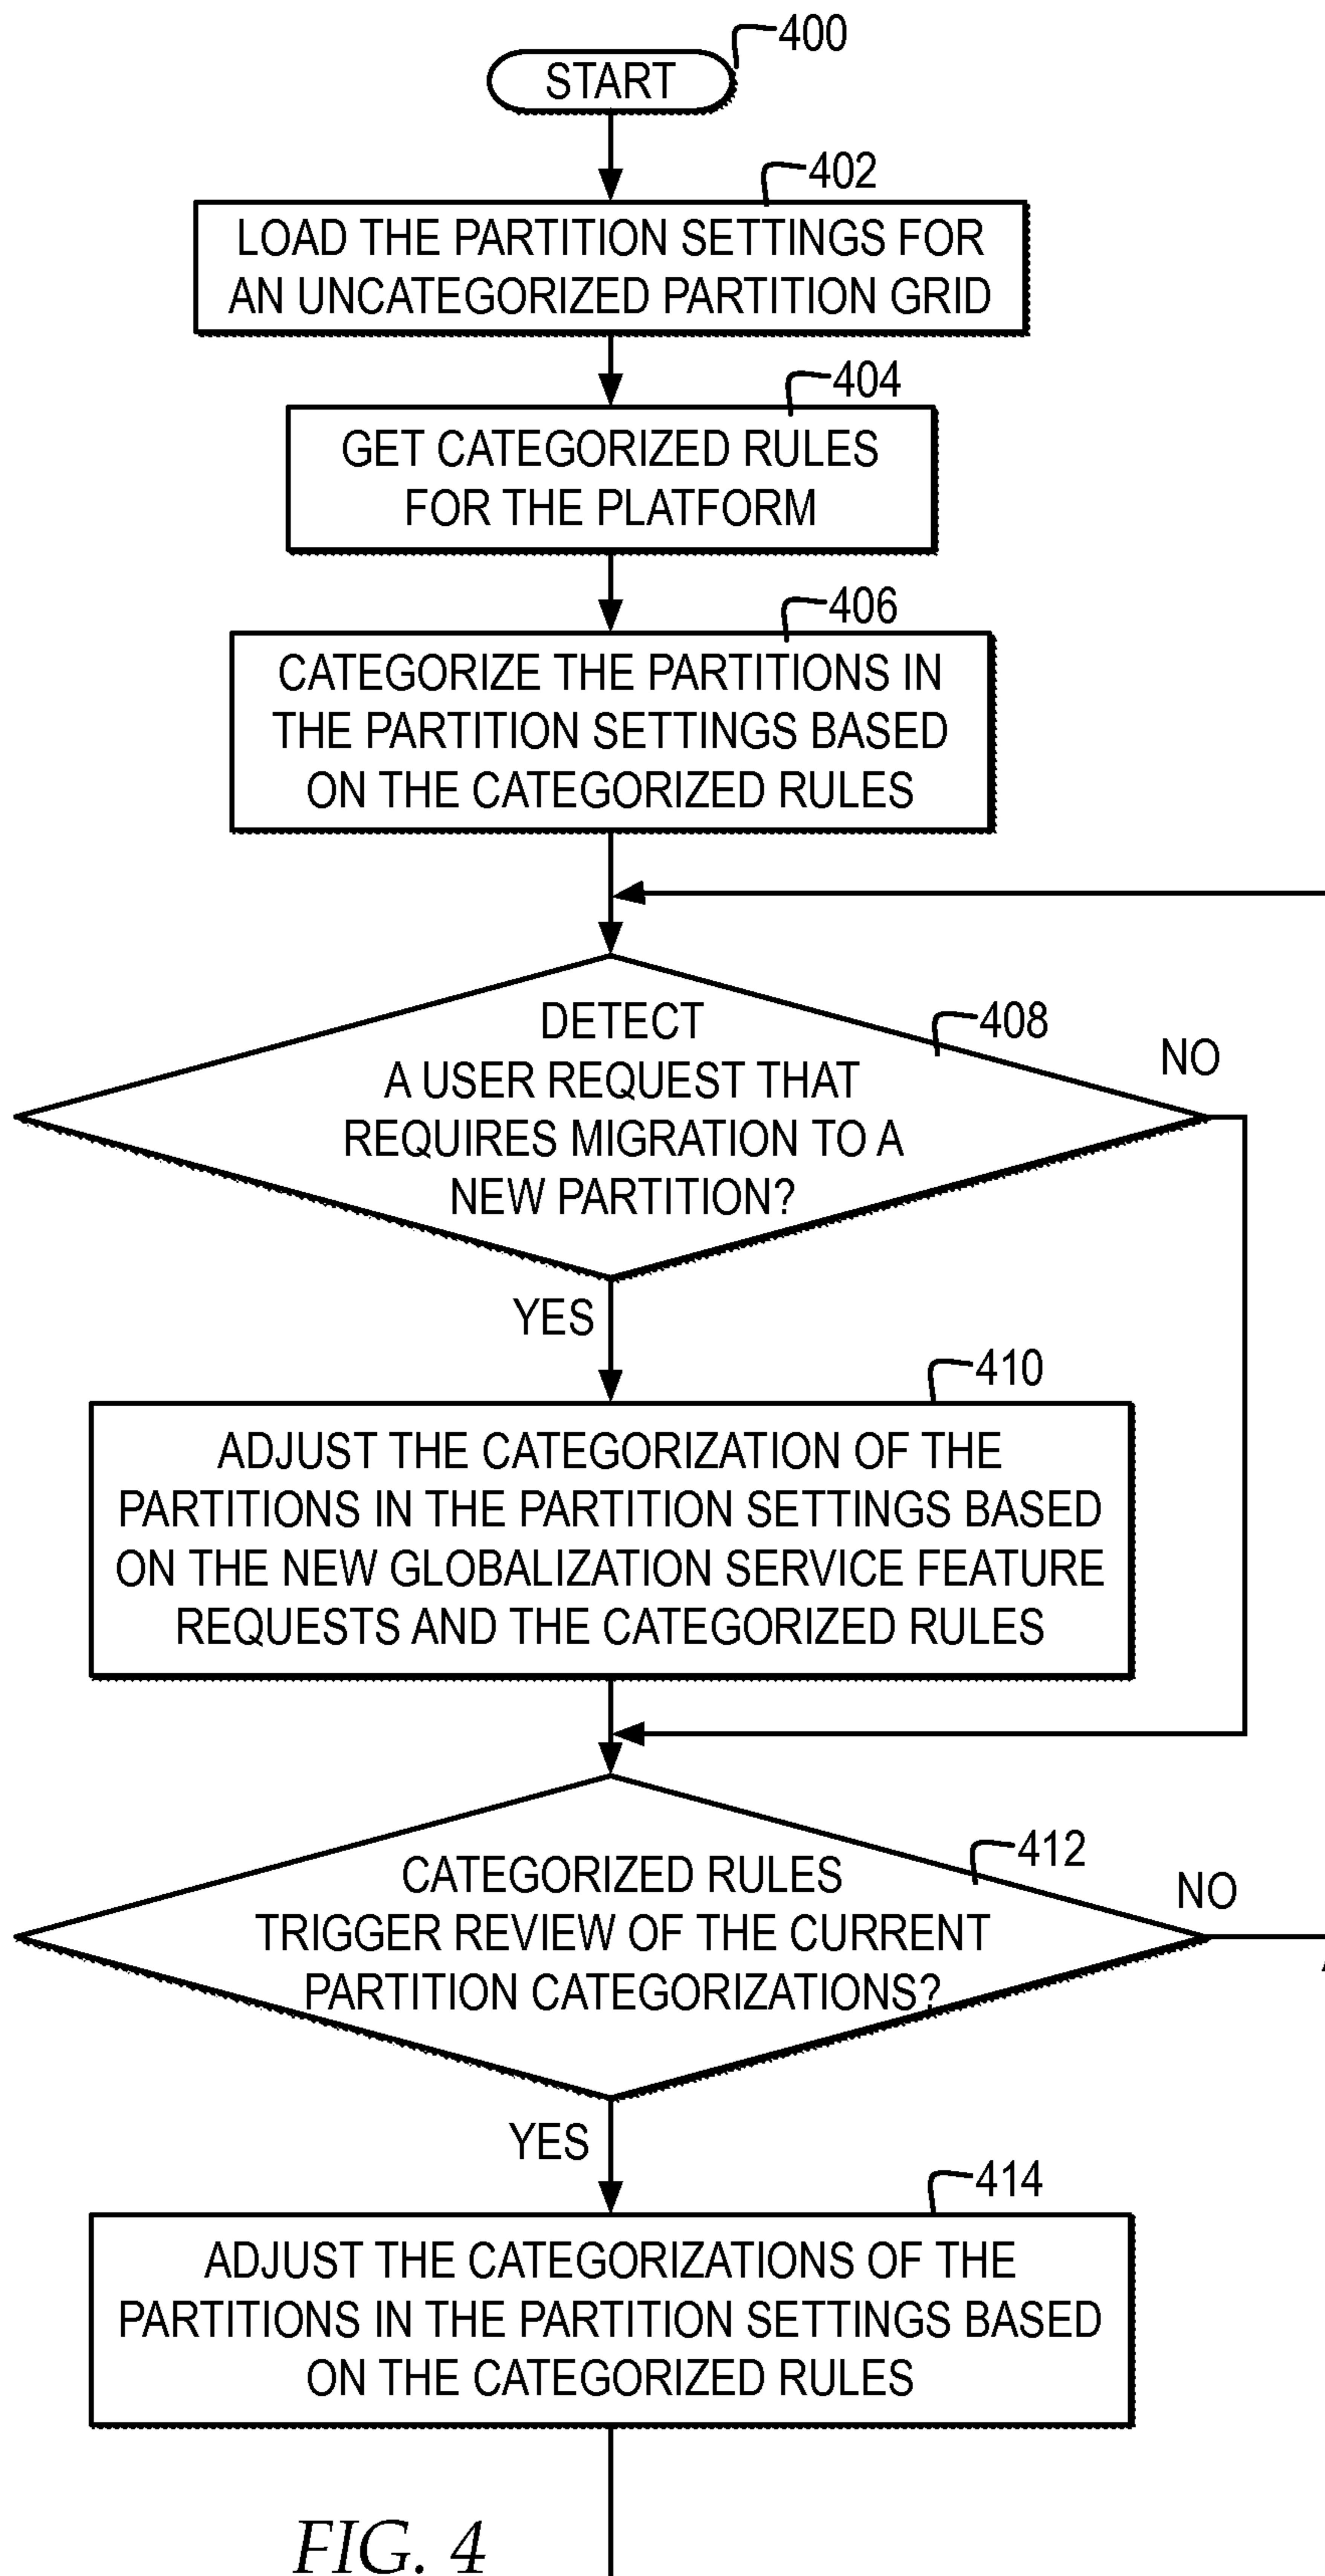 400
START
402
LOAD THE PARTITION SETTINGS FOR
AN UNCATEGORIZED PARTITION GRID
404
GET CATEGORIZED RULES
FOR THE PLATFORM
406
CATEGORIZE THE PARTITIONS IN
THE PARTITION SETTINGS BASED
ON THE CATEGORIZED RULES
408
DETECT
A USER REQUEST THAT
REQUIRES MIGRATION TO A
NEW PARTITION?
NO
YES
410
ADJUST THE CATEGORIZATION OF THE
PARTITIONS IN THE PARTITION SETTINGS BASED
ON THE NEW GLOBALIZATION SERVICE FEATURE
REQUESTS AND THE CATEGORIZED RULES
412
CATEGORIZED RULES
TRIGGER REVIEW OF THE CURRENT
PARTITION CATEGORIZATIONS?
NO
YES
414
ADJUST THE CATEGORIZATIONS OF THE
PARTITIONS IN THE PARTITION SETTINGS BASED
ON THE CATEGORIZED RULES
FIG. 4